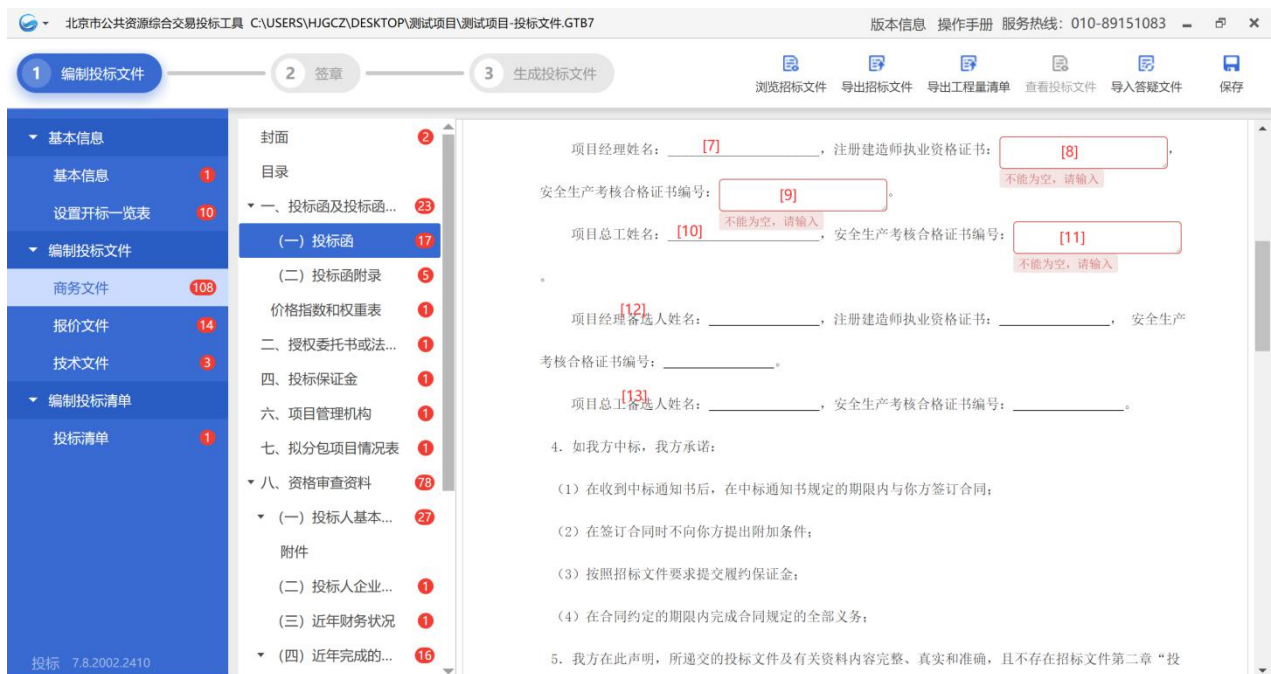 北京市公共资源综合交易投标工具 C:\USERS\HJGCZ\DESKTOP\测试项目\测试项目-投标文件.GTB7 版本信息 操作手册 服务热线：010-89151083
1 编制投标文件 2 签章 3 生成投标文件 浏览招标文件 导出招标文件 导出工程量清单 查看投标文件 导入答疑文件 保存
基本信息
基本信息 1
设置开标一览表 10
编制投标文件
商务文件 108
报价文件 14
技术文件 3
编制投标清单
投标清单 1
投标 7.8.2002.2410
封面 2
目录
一、投标函及投标函... 23
（一）投标函 17
（二）投标函附录 5
价格指数和权重表 1
二、授权委托书或法... 1
四、投标保证金 1
六、项目管理机构 1
七、拟分包项目情况表 1
八、资格审查资料 78
（一）投标人基本... 27
附件
（二）投标人企业... 1
（三）近年财务状况 1
（四）近年完成的... 16
项目经理姓名：[7]，注册建造师执业资格证书：[8]，
不能为空，请输入
安全生产考核合格证书编号：[9]。
不能为空，请输入
项目总工姓名：[10]，安全生产考核合格证书编号：[11]
不能为空，请输入
。
[12]
项目经理备选人姓名：，注册建造师执业资格证书：， 安全生产
考核合格证书编号：。
[13]
项目总工备选人姓名：，安全生产考核合格证书编号：。
4. 如我方中标，我方承诺：
（1）在收到中标通知书后，在中标通知书规定的期限内与你方签订合同；
（2）在签订合同时不向你方提出附加条件；
（3）按照招标文件要求提交履约保证金；
（4）在合同约定的期限内完成合同规定的全部义务；
5. 我方在此声明，所递交的投标文件及有关资料内容完整、真实和准确，且不存在招标文件第二章“投